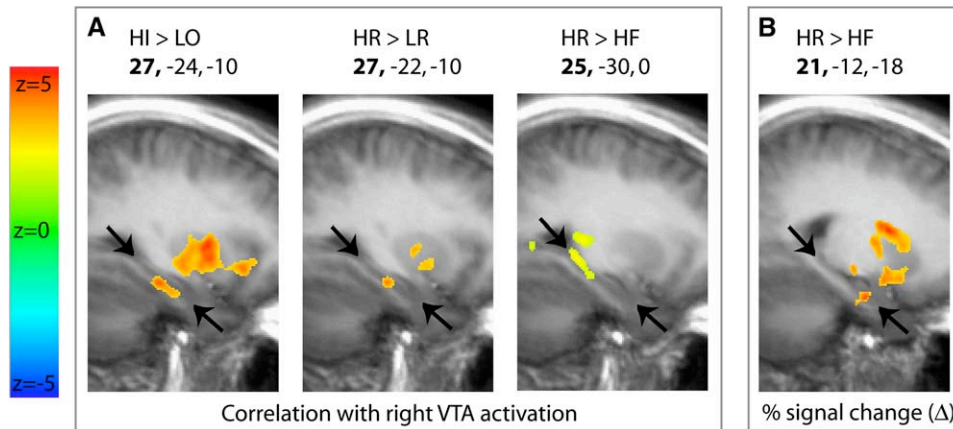 A
HI > LO
27, -24, -10
HR > LR
27, -22, -10
HR > HF
25, -30, 0
B
HR > HF
21, -12, -18
z=5
z=0
z=-5
Correlation with right VTA activation
% signal change (Δ)